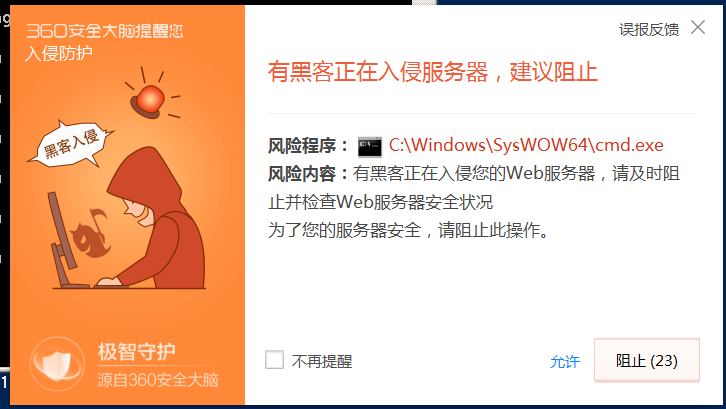 360安全大脑提醒您
入侵防护
误报反馈
有黑客正在入侵服务器，建议阻止
黑客入侵
风险程序： C:\Windows\SysWOW64\cmd.exe
风险内容：有黑客正在入侵您的Web服务器，请及时阻
止并检查Web服务器安全状况
为了您的服务器安全，请阻止此操作。
极智守护
源自360安全大脑
不再提醒
允许
阻止 (23)